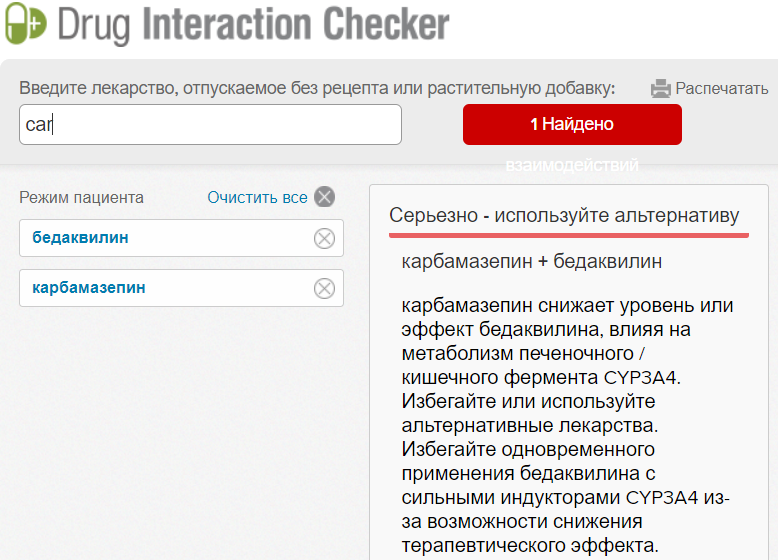 Drug Interaction Checker
Введите лекарство, отпускаемое без рецепта или растительную добавку:
Распечатать
car
1 Найдено
взаимодействий
Режим пациента
Очистить все
бедаквилин
карбамазепин
Серьезно - используйте альтернативу
карбамазепин + бедаквилин
карбамазепин снижает уровень или
эффект бедаквилина, влияя на
метаболизм печеночного /
кишечного фермента CYP3A4.
Избегайте или используйте
альтернативные лекарства.
Избегайте одновременного
применения бедаквилина с
сильными индукторами CYP3A4 из-
за возможности снижения
терапевтического эффекта.